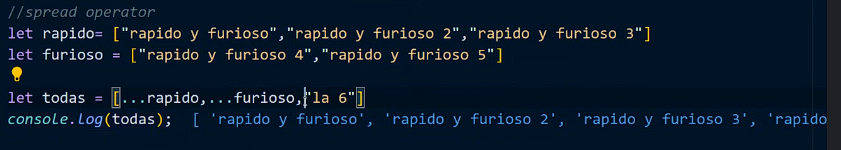 //spread operator
let rapido= ["rapido y furioso","rapido y furioso 2","rapido y furioso 3"]
let furioso = ["rapido y furioso 4","rapido y furioso 5"]
let todas = [...rapido,...furioso,"la 6"]
console.log(todas);  [ 'rapido y furioso', 'rapido y furioso 2', 'rapido y furioso 3', 'rapido